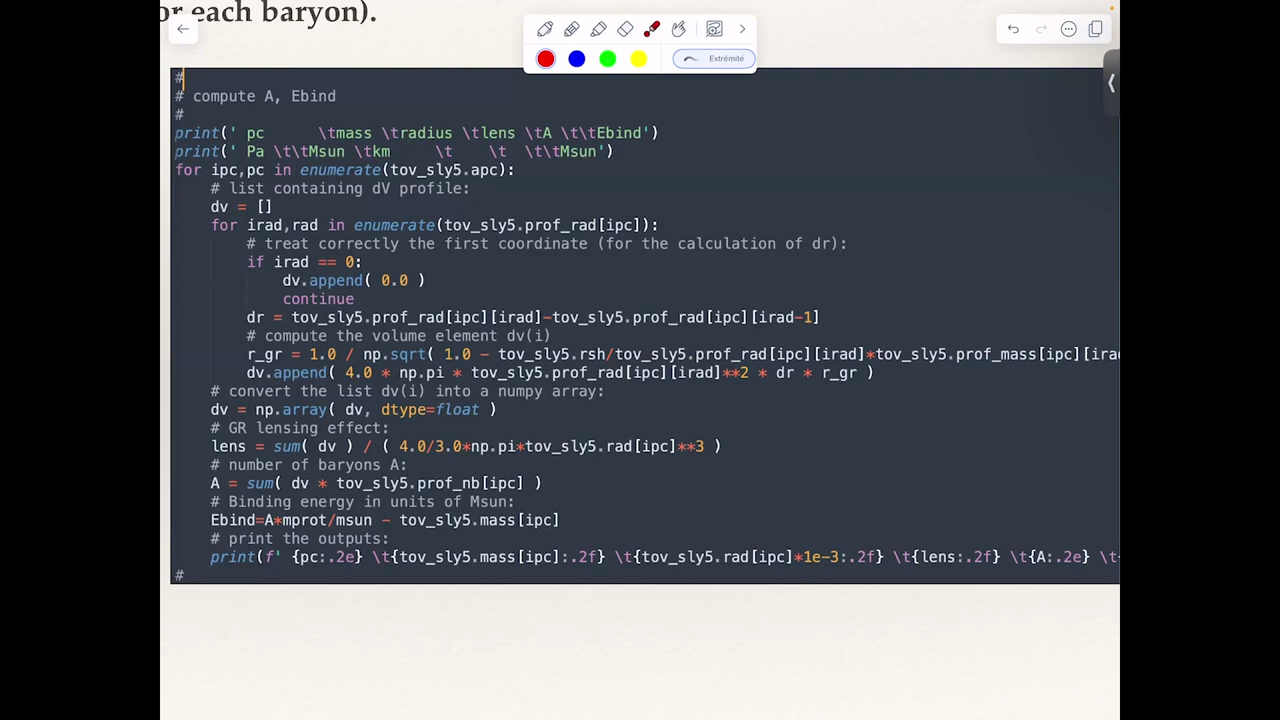 or each baryon).
Extrémité
#
# compute A, Ebind
#
print(' pc      \tmass \tradius \tlens \tA \t\tEbind')
print(' Pa \t\tMsun \tkm     \t    \t  \t\tMsun')
for ipc,pc in enumerate(tov_sly5.apc):
    # list containing dV profile:
    dv = []
    for irad,rad in enumerate(tov_sly5.prof_rad[ipc]):
        # treat correctly the first coordinate (for the calculation of dr):
        if irad == 0:
            dv.append( 0.0 )
            continue
        dr = tov_sly5.prof_rad[ipc][irad]-tov_sly5.prof_rad[ipc][irad-1]
        # compute the volume element dv(i)
        r_gr = 1.0 / np.sqrt( 1.0 - tov_sly5.rsh/tov_sly5.prof_rad[ipc][irad]*tov_sly5.prof_mass[ipc][irad
        dv.append( 4.0 * np.pi * tov_sly5.prof_rad[ipc][irad]**2 * dr * r_gr )
    # convert the list dv(i) into a numpy array:
    dv = np.array( dv, dtype=float )
    # GR lensing effect:
    lens = sum( dv ) / ( 4.0/3.0*np.pi*tov_sly5.rad[ipc]**3 )
    # number of baryons A:
    A = sum( dv * tov_sly5.prof_nb[ipc] )
    # Binding energy in units of Msun:
    Ebind=A*mprot/msun - tov_sly5.mass[ipc]
    # print the outputs:
    print(f' {pc:.2e} \t{tov_sly5.mass[ipc]:.2f} \t{tov_sly5.rad[ipc]*1e-3:.2f} \t{lens:.2f} \t{A:.2e} \t
#